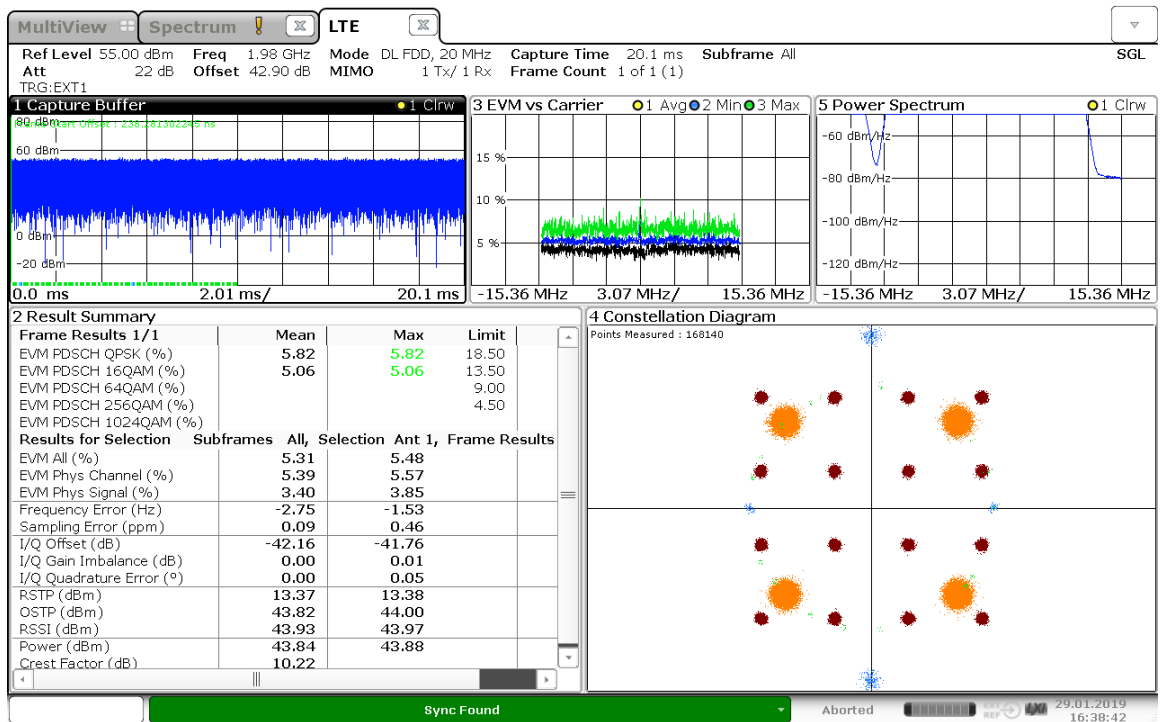 MultiView Spectrum LTE
Ref Level 55.00 dBm Freq 1.98 GHz Mode DL FDD, 20 MHz Capture Time 20.1 ms Subframe All SGL
Att 22 dB Offset 42.90 dB MIMO 1 Tx/ 1 Rx Frame Count 1 of 1 (1)
TRG:EXT1
1 Capture Buffer 1 Clrw
80 dBm
Frame Start Offset : 238.281302245 ns
60 dBm
0 dBm
-20 dBm
0.0 ms 2.01 ms/ 20.1 ms
3 EVM vs Carrier 1 Avg 2 Min 3 Max
15 %
10 %
5 %
-15.36 MHz 3.07 MHz/ 15.36 MHz
5 Power Spectrum 1 Clrw
-60 dBm/Hz
-80 dBm/Hz
-100 dBm/Hz
-120 dBm/Hz
-15.36 MHz 3.07 MHz/ 15.36 MHz
2 Result Summary
Frame Results 1/1 Mean Max Limit
EVM PDSCH QPSK (%) 5.82 5.82 18.50
EVM PDSCH 16QAM (%) 5.06 5.06 13.50
EVM PDSCH 64QAM (%) 9.00
EVM PDSCH 256QAM (%) 4.50
EVM PDSCH 1024QAM (%)
Results for Selection Subframes All, Selection Ant 1, Frame Results
EVM All (%) 5.31 5.48
EVM Phys Channel (%) 5.39 5.57
EVM Phys Signal (%) 3.40 3.85
Frequency Error (Hz) -2.75 -1.53
Sampling Error (ppm) 0.09 0.46
I/Q Offset (dB) -42.16 -41.76
I/Q Gain Imbalance (dB) 0.00 0.01
I/Q Quadrature Error (°) 0.00 0.05
RSTP (dBm) 13.37 13.38
OSTP (dBm) 43.82 44.00
RSSI (dBm) 43.93 43.97
Power (dBm) 43.84 43.88
Crest Factor (dB) 10.22
4 Constellation Diagram
Points Measured : 168140
Sync Found
Aborted
EXT
REF
LXI
29.01.2019
16:38:42